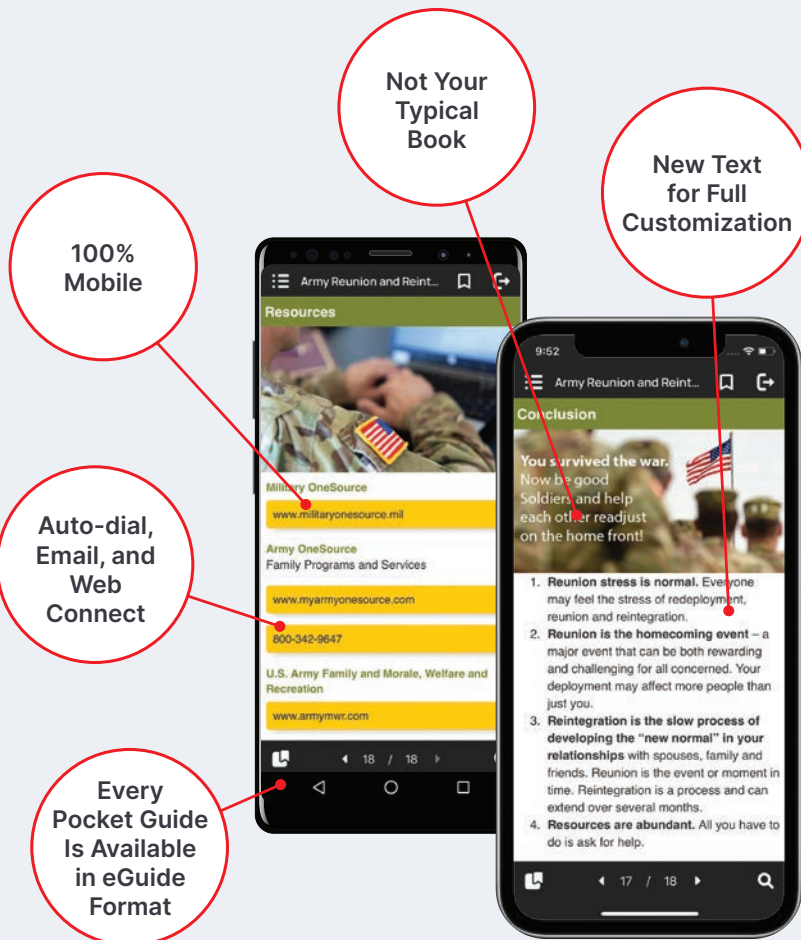 Not Your
Typical
Book
New Text
for Full
Customization
100%
Mobile
Auto-dial,
Email, and
Web
Connect
Every
Pocket Guide
Is Available
in eGuide
Format
Army Reunion and Reint...
Resources
Military OneSource
www.militaryonesource.mil
Army OneSource
Family Programs and Services
www.myarmyonesource.com
800-342-9647
U.S. Army Family and Morale, Welfare and
Recreation
www.armymwr.com
18 / 18
9:52
Army Reunion and Reint...
Conclusion
You survived the war.
Now be good
Soldiers and help
each other readjust
on the home front!
1. Reunion stress is normal. Everyone
may feel the stress of redeployment,
reunion and reintegration.
2. Reunion is the homecoming event – a
major event that can be both rewarding
and challenging for all concerned. Your
deployment may affect more people than
just you.
3. Reintegration is the slow process of
developing the “new normal” in your
relationships with spouses, family and
friends. Reunion is the event or moment in
time. Reintegration is a process and can
extend over several months.
4. Resources are abundant. All you have to
do is ask for help.
17 / 18